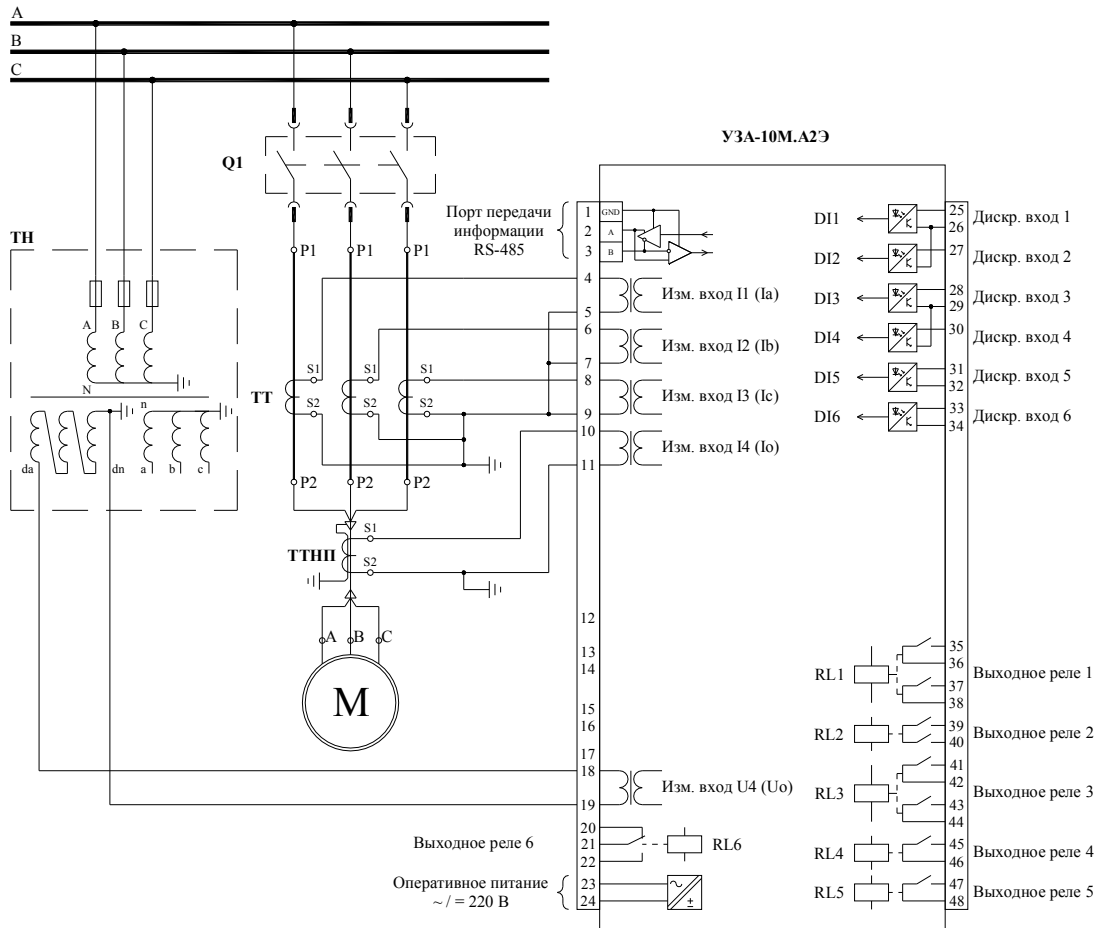 A
B
C
УЗА-10М.А2Э
Q1
ТН
A B C
N
n
da dn a b c
P1 P1 P1
S1 S1 S1
ТТ
S2 S2 S2
P2 P2 P2
S1
ТТНП
S2
A B C
M
Порт передачи
информации
RS-485
1 GND
2 A
3 B
4
Изм. вход I1 (Ia)
5
6
Изм. вход I2 (Ib)
7
8
Изм. вход I3 (Ic)
9
10
Изм. вход I4 (Io)
11
12
13
14
15
16
17
18
Изм. вход U4 (Uo)
19
20
Выходное реле 6 21 RL6
22
Оперативное питание
~ / = 220 В
23 ~
24 ±
DI1 25 Дискр. вход 1
26
DI2 27 Дискр. вход 2
DI3 28 Дискр. вход 3
29
DI4 30 Дискр. вход 4
DI5 31 Дискр. вход 5
32
DI6 33 Дискр. вход 6
34
35
36
RL1 Выходное реле 1
37
38
39
RL2 Выходное реле 2
40
41
42
RL3 Выходное реле 3
43
44
45
RL4 Выходное реле 4
46
47
RL5 Выходное реле 5
48